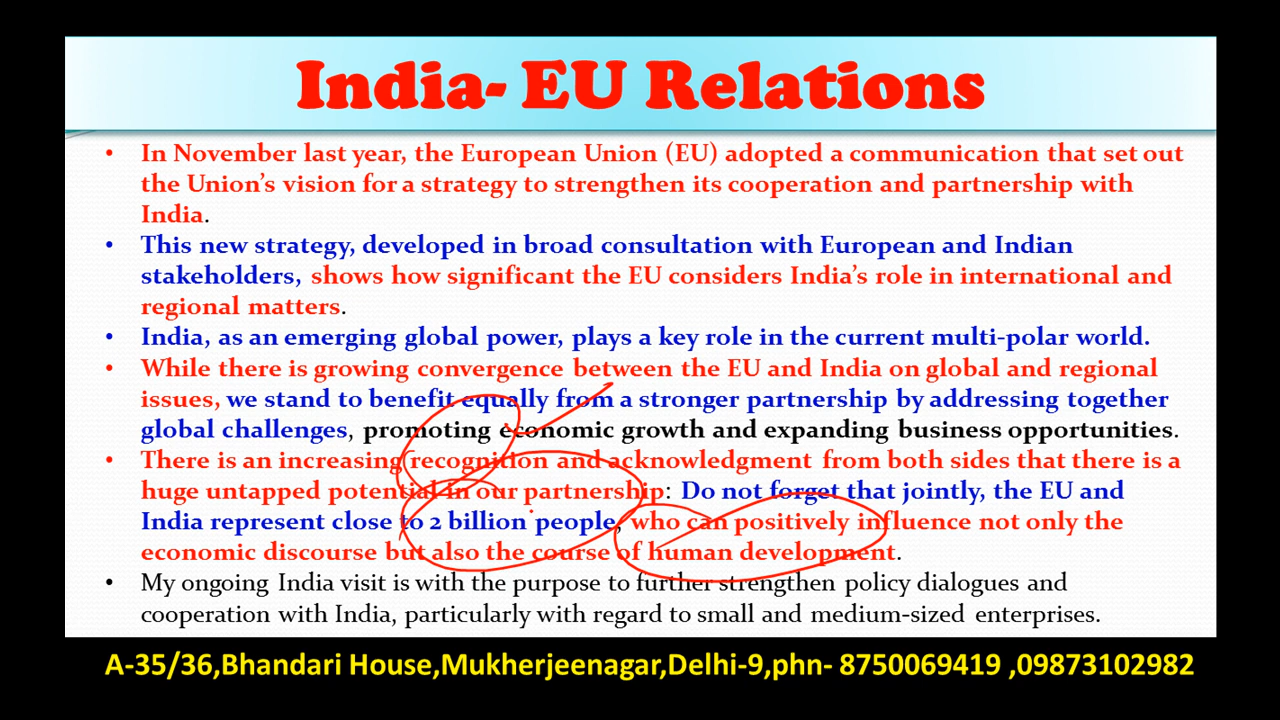 India- EU Relations
• In November last year, the European Union (EU) adopted a communication that set out
the Union's vision for a strategy to strengthen its cooperation and partnership with
India.
• This new strategy, developed in broad consultation with European and Indian
stakeholders, shows how significant the EU considers India's role in international and
regional matters.
• India, as an emerging global power, plays a key role in the current multi-polar world.
• While there is growing convergence between the EU and India on global and regional
issues, we stand to benefit equally from a stronger partnership by addressing together
global challenges, promoting economic growth and expanding business opportunities.
• There is an increasing recognition and acknowledgment from both sides that there is a
huge untapped potential in our partnership: Do not forget that jointly, the EU and
India represent close to 2 billion people, who can positively influence not only the
economic discourse but also the course of human development.
• My ongoing India visit is with the purpose to further strengthen policy dialogues and
cooperation with India, particularly with regard to small and medium-sized enterprises.
A-35/36,Bhandari House,Mukherjeenagar,Delhi-9,phn- 8750069419 ,09873102982